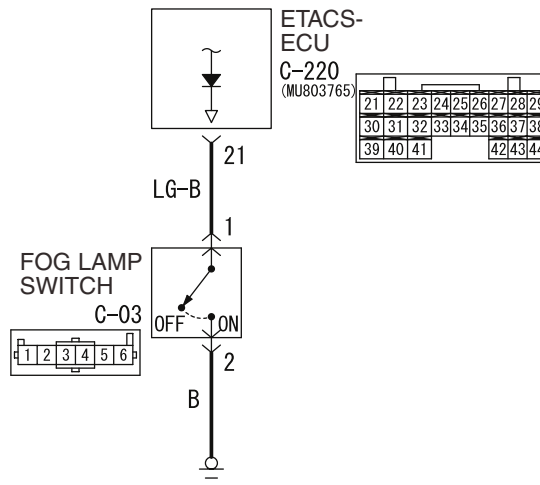 ETACS-
ECU
C-220
(MU803765)
21 22 23 24 25 26 27 28 29
30 31 32 33 34 35 36 37 38
39 40 41 42 43 44
21
LG-B
1
FOG LAMP
SWITCH
C-03
OFF ON
1 2 3 4 5 6
2
B